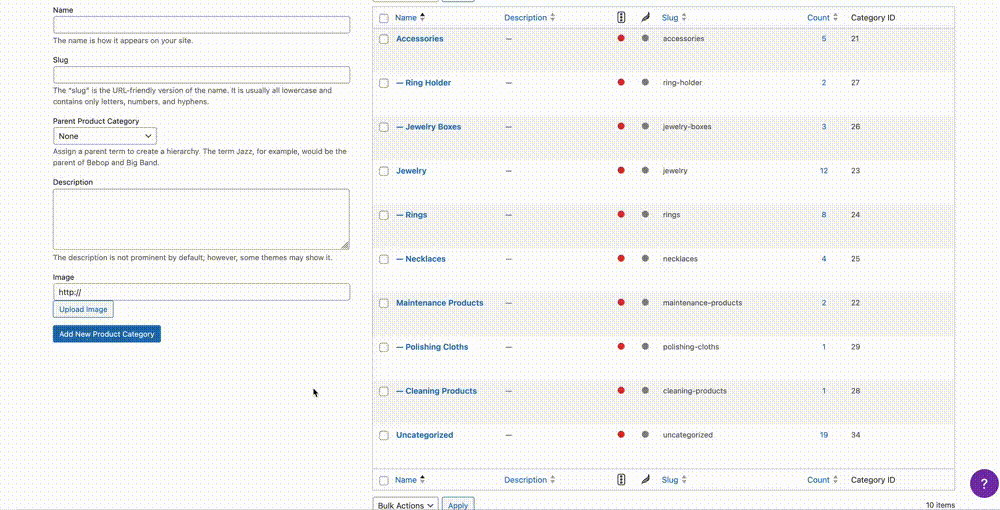 Name
The name is how it appears on your site.
Slug
The "slug" is the URL-friendly version of the name. It is usually all lowercase and
contains only letters, numbers, and hyphens.
Parent Product Category
None
Assign a parent term to create a hierarchy. The term Jazz, for example, would be the
parent of Bebop and Big Band.
Description
The description is not prominent by default; however, some themes may show it.
Image
http://
Upload Image
Add New Product Category
Name Description Slug Count Category ID
Accessories — accessories 5 21
— Ring Holder — ring-holder 2 27
— Jewelry Boxes — jewelry-boxes 3 26
Jewelry — jewelry 12 23
— Rings — rings 8 24
— Necklaces — necklaces 4 25
Maintenance Products — maintenance-products 2 22
— Polishing Cloths — polishing-cloths 1 29
— Cleaning Products — cleaning-products 1 28
Uncategorized — uncategorized 19 34
Name Description Slug Count Category ID
Bulk Actions Apply 10 items
?